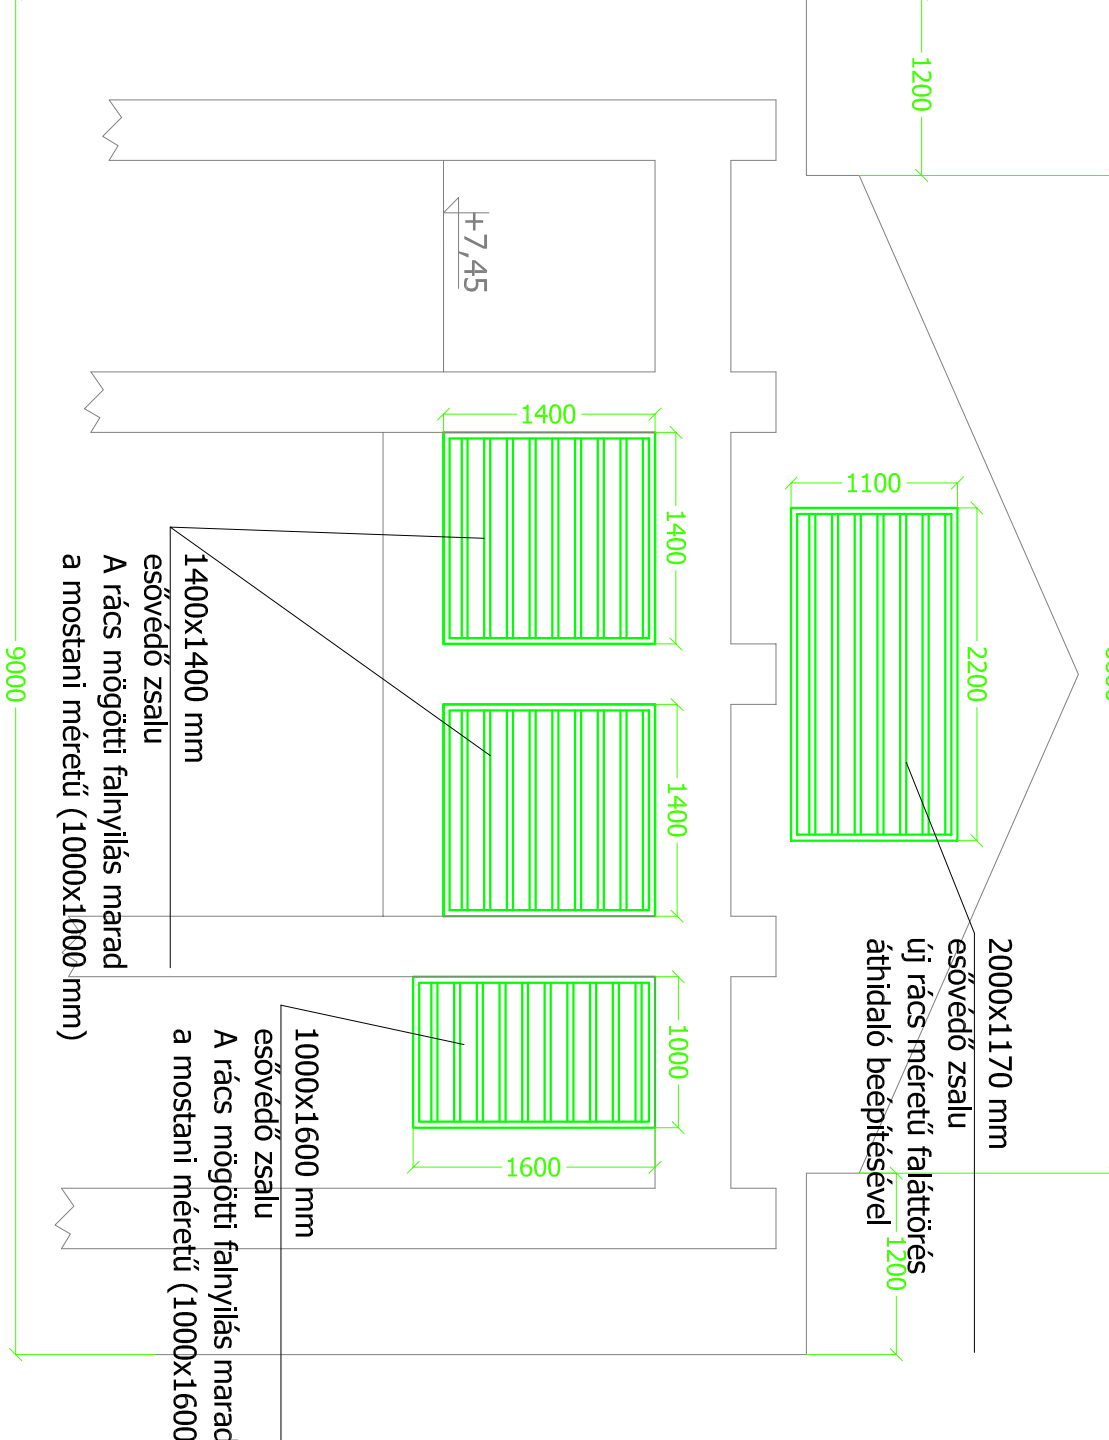 1200
+7,45
1400
1400
1100
2200
1400
1000
1600
1200
9000
2000x1170 mm
esővédő zsalu
új rács méretű faláttörés
áthidaló beépítésével
1400x1400 mm
esővédő zsalu
A rács mögötti falnyílás marad
a mostani méretű (1000x1000 mm)
1000x1600 mm
esővédő zsalu
A rács mögötti falnyílás marad
a mostani méretű (1000x1600